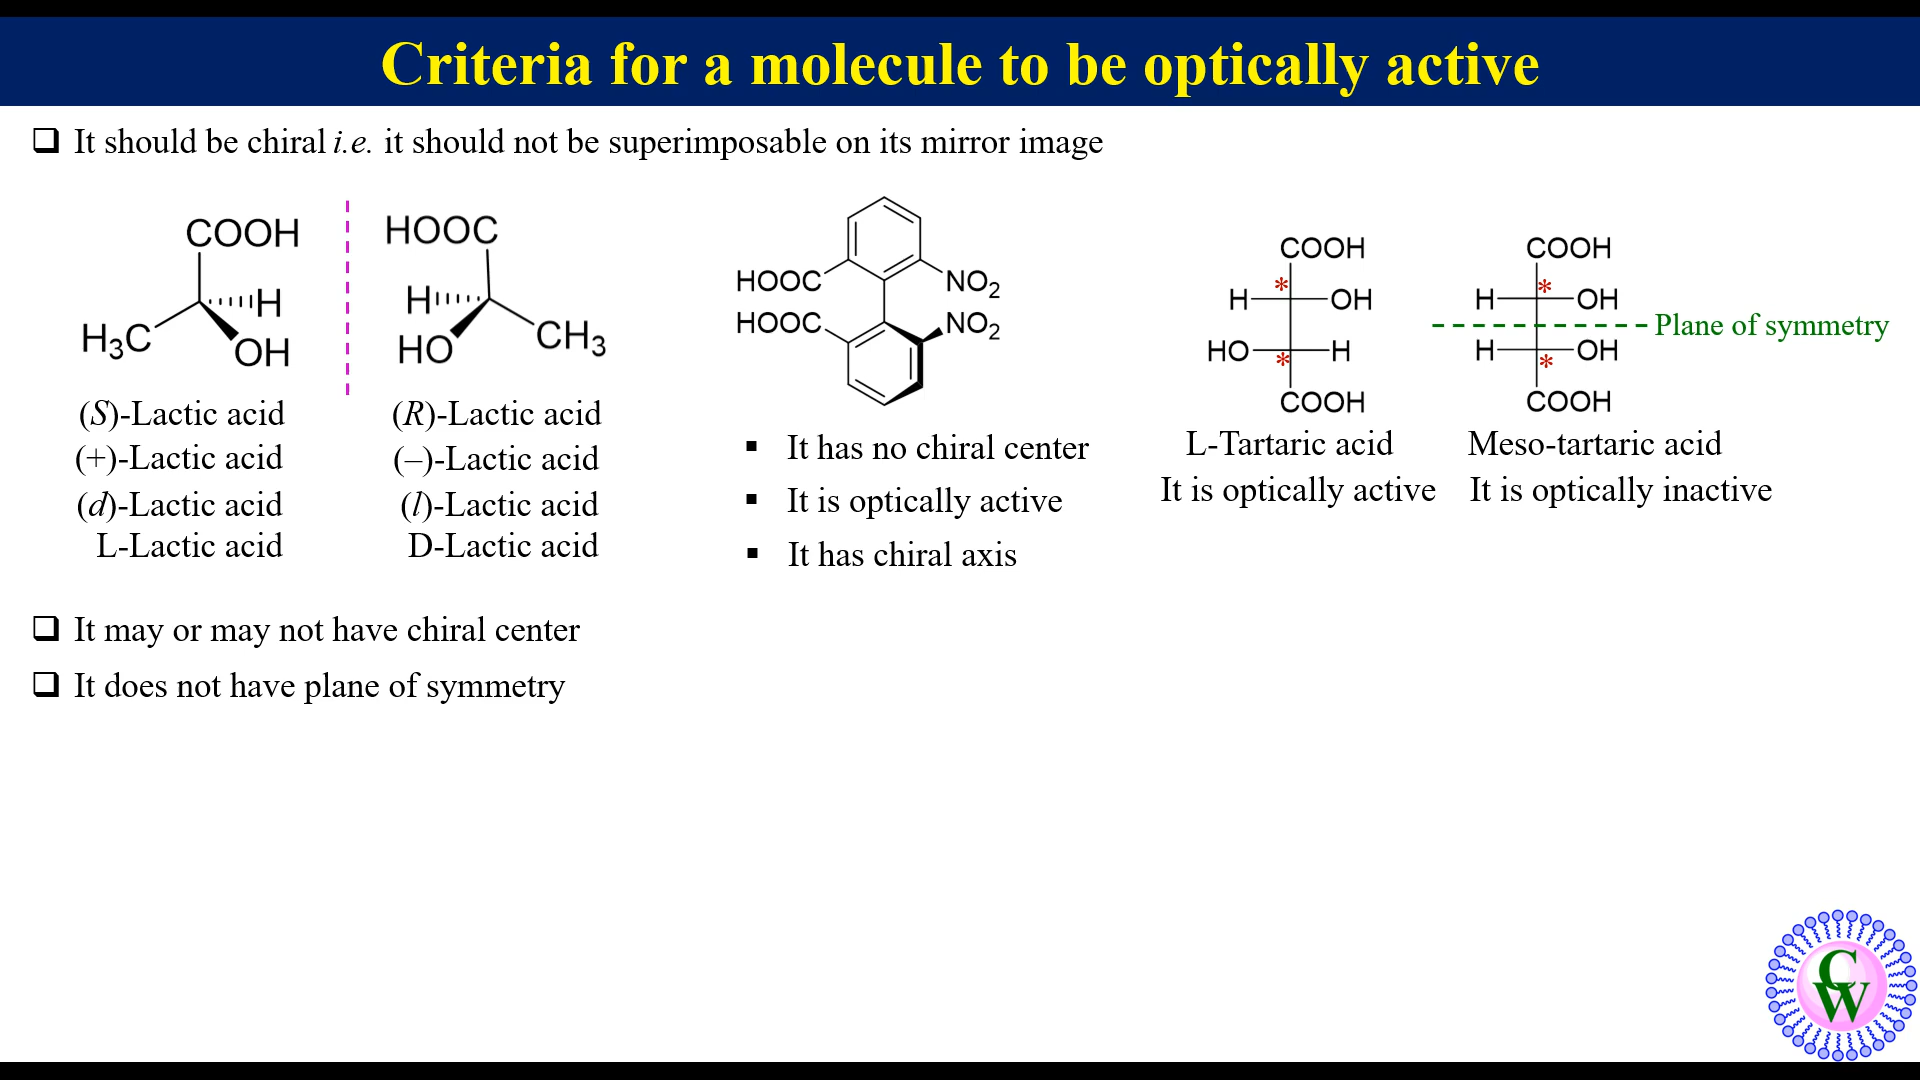 Criteria for a molecule to be optically active
❑ It should be chiral i.e. it should not be superimposable on its mirror image
COOH
H
H₃C
OH
(S)-Lactic acid
(+)-Lactic acid
(d)-Lactic acid
L-Lactic acid
HOOC
H
HO
CH₃
(R)-Lactic acid
(–)-Lactic acid
(l)-Lactic acid
D-Lactic acid
HOOC NO₂
HOOC NO₂
▪ It has no chiral center
▪ It is optically active
▪ It has chiral axis
COOH
*
H OH
HO H
*
COOH
L-Tartaric acid
It is optically active
COOH
*
H OH
Plane of symmetry
H OH
*
COOH
Meso-tartaric acid
It is optically inactive
❑ It may or may not have chiral center
❑ It does not have plane of symmetry
CW